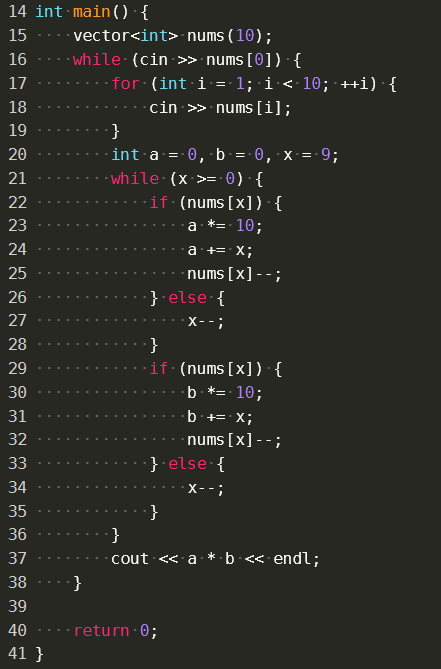 14 int main() {
15 ····vector<int>·nums(10);
16 ····while·(cin·>>·nums[0])·{
17 ········for·(int·i·=·1;·i·<·10;·++i)·{
18 ············cin·>>·nums[i];
19 ········}
20 ········int·a·=·0,·b·=·0,·x·=·9;
21 ········while·(x·>=·0)·{
22 ············if·(nums[x])·{
23 ················a·*=·10;
24 ················a·+=·x;
25 ················nums[x]--;
26 ············}·else·{
27 ················x--;
28 ············}
29 ············if·(nums[x])·{
30 ················b·*=·10;
31 ················b·+=·x;
32 ················nums[x]--;
33 ············}·else·{
34 ················x--;
35 ············}
36 ········}
37 ········cout·<<·a·*·b·<<·endl;
38 ····}
39
40 ····return·0;
41 }